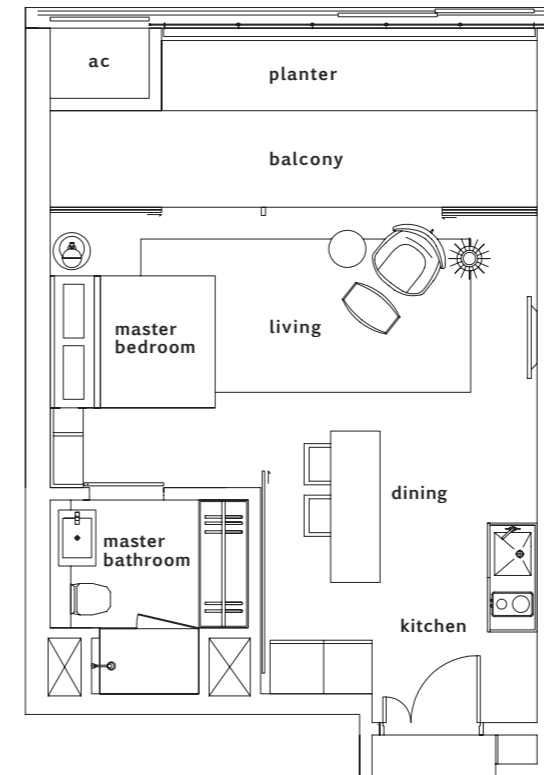 ac
planter
balcony
master
bedroom
living
dining
master
bathroom
kitchen